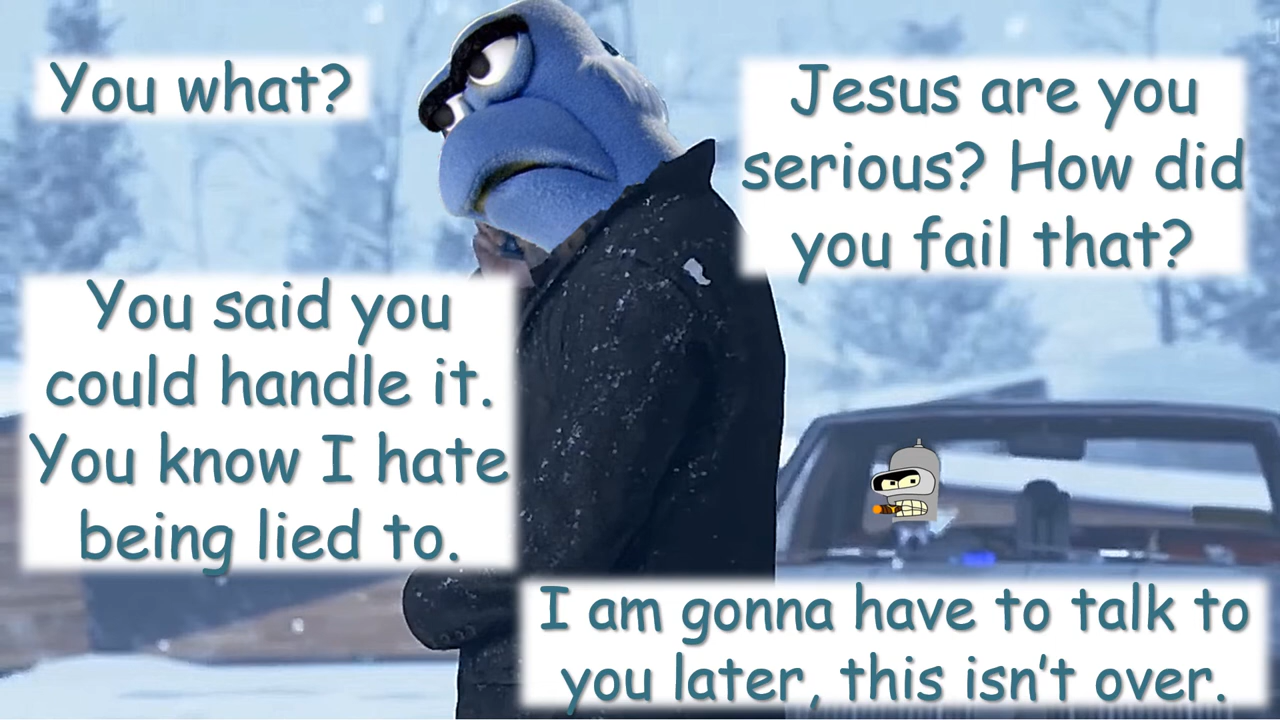 You what?
Jesus are you
serious? How did
you fail that?
You said you
could handle it.
You know I hate
being lied to.
I am gonna have to talk to
you later, this isn't over.